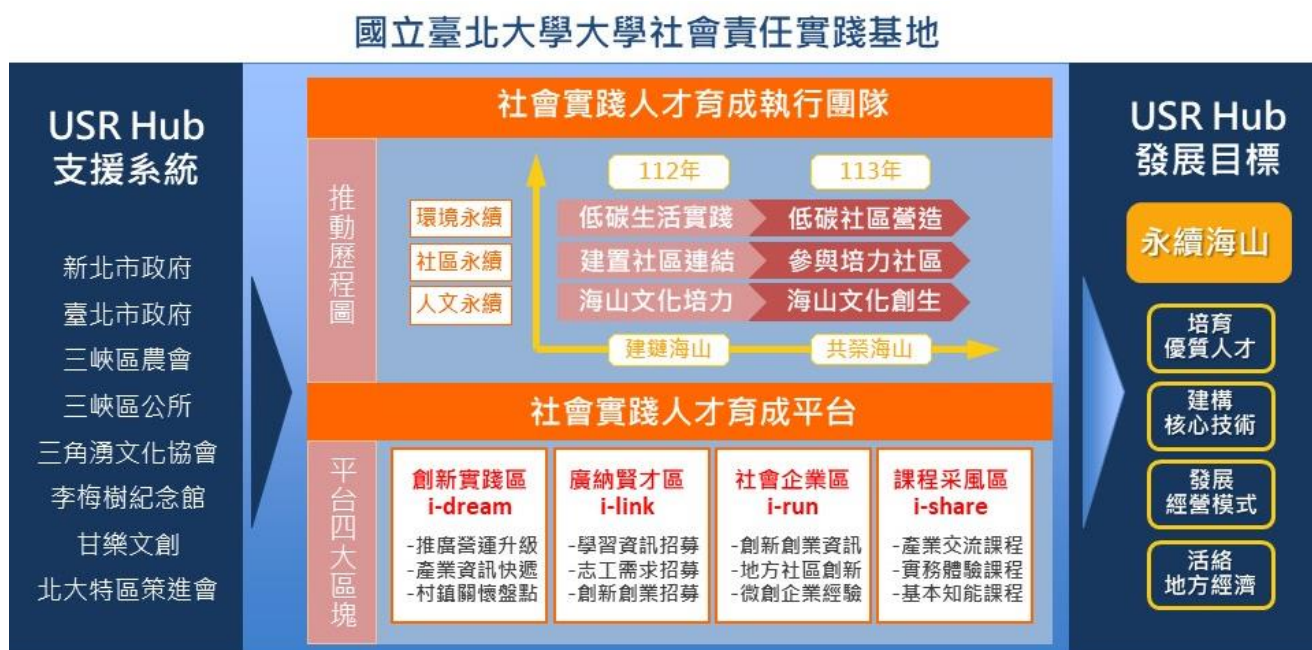 國立臺北大學大學社會責任實踐基地
USR Hub
支援系統
新北市政府
臺北市政府
三峽區農會
三峽區公所
三角湧文化協會
李梅樹紀念館
甘樂文創
北大特區策進會
社會實踐人才育成執行團隊
推動歷程圖
112年
113年
環境永續
低碳生活實踐
低碳社區營造
社區永續
建置社區連結
參與培力社區
人文永續
海山文化培力
海山文化創生
建鏈海山
共榮海山
社會實踐人才育成平台
平台四大區塊
創新實踐區
i-dream
-推廣營運升級
-產業資訊快遞
-村鎮關懷盤點
廣納賢才區
i-link
-學習資訊招募
-志工需求招募
-創新創業招募
社會企業區
i-run
-創新創業資訊
-地方社區創新
-微創企業經驗
課程采風區
i-share
-產業交流課程
-實務體驗課程
-基本知能課程
USR Hub
發展目標
永續海山
培育
優質人才
建構
核心技術
發展
經營模式
活絡
地方經濟